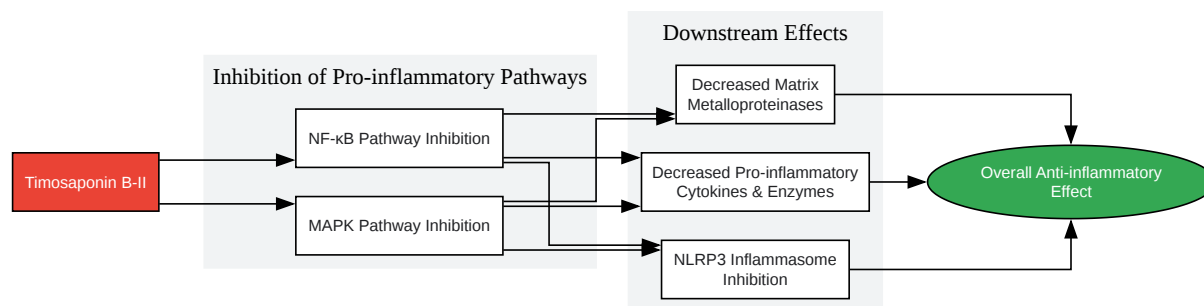 Downstream Effects
Inhibition of Pro-inflammatory Pathways
Decreased Matrix
Metalloproteinases
NF-κB Pathway Inhibition
Timosaponin B-II
Decreased Pro-inflammatory
Cytokines & Enzymes
Overall Anti-inflammatory
Effect
MAPK Pathway Inhibition
NLRP3 Inflammasome
Inhibition